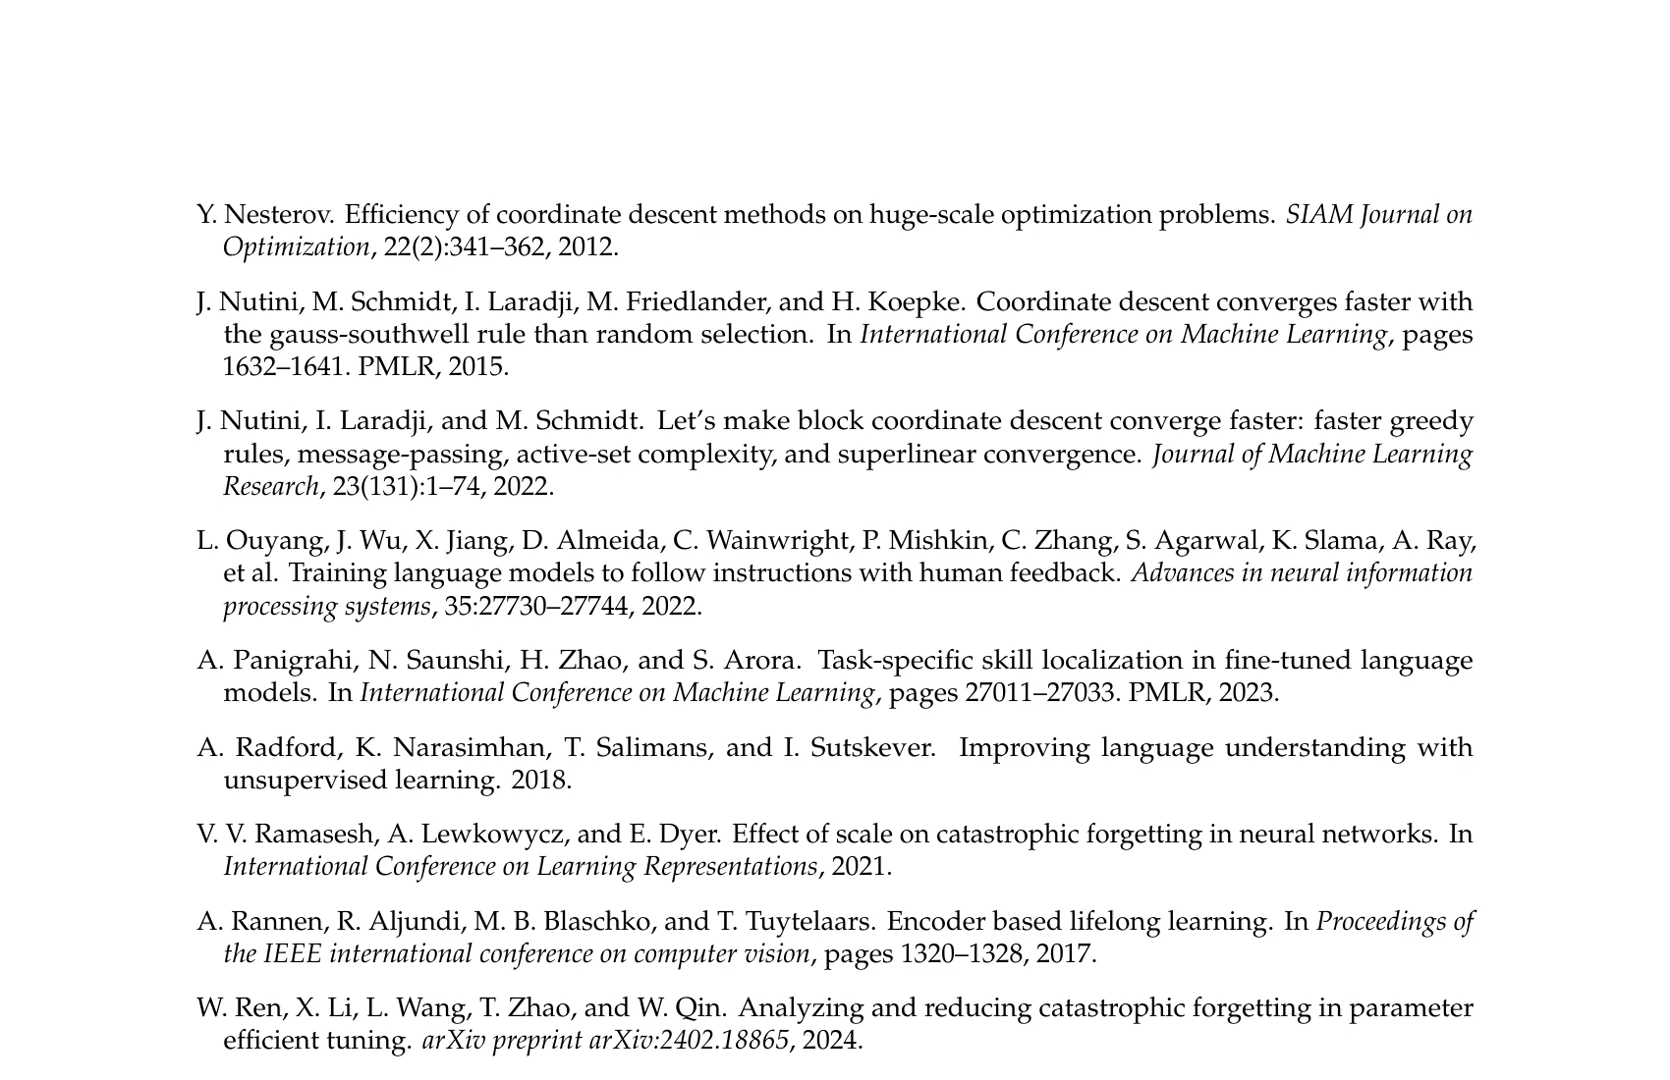 Y. Nesterov. Efficiency of coordinate descent methods on huge-scale optimization problems. SIAM Journal on
Optimization, 22(2):341–362, 2012.
J. Nutini, M. Schmidt, I. Laradji, M. Friedlander, and H. Koepke. Coordinate descent converges faster with
the gauss-southwell rule than random selection. In International Conference on Machine Learning, pages
1632–1641. PMLR, 2015.
J. Nutini, I. Laradji, and M. Schmidt. Let’s make block coordinate descent converge faster: faster greedy
rules, message-passing, active-set complexity, and superlinear convergence. Journal of Machine Learning
Research, 23(131):1–74, 2022.
L. Ouyang, J. Wu, X. Jiang, D. Almeida, C. Wainwright, P. Mishkin, C. Zhang, S. Agarwal, K. Slama, A. Ray,
et al. Training language models to follow instructions with human feedback. Advances in neural information
processing systems, 35:27730–27744, 2022.
A. Panigrahi, N. Saunshi, H. Zhao, and S. Arora. Task-specific skill localization in fine-tuned language
models. In International Conference on Machine Learning, pages 27011–27033. PMLR, 2023.
A. Radford, K. Narasimhan, T. Salimans, and I. Sutskever. Improving language understanding with
unsupervised learning. 2018.
V. V. Ramasesh, A. Lewkowycz, and E. Dyer. Effect of scale on catastrophic forgetting in neural networks. In
International Conference on Learning Representations, 2021.
A. Rannen, R. Aljundi, M. B. Blaschko, and T. Tuytelaars. Encoder based lifelong learning. In Proceedings of
the IEEE international conference on computer vision, pages 1320–1328, 2017.
W. Ren, X. Li, L. Wang, T. Zhao, and W. Qin. Analyzing and reducing catastrophic forgetting in parameter
efficient tuning. arXiv preprint arXiv:2402.18865, 2024.